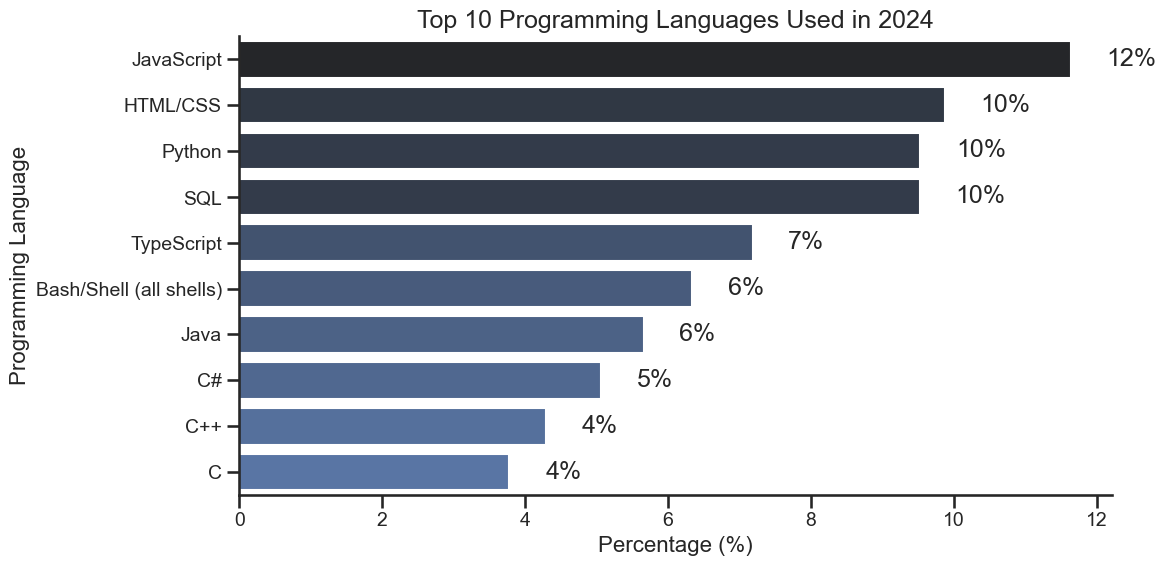 Top 10 Programming Languages Used in 2024
Programming Language
JavaScript 12%
HTML/CSS 10%
Python 10%
SQL 10%
TypeScript 7%
Bash/Shell (all shells) 6%
Java 6%
C# 5%
C++ 4%
C 4%
0 2 4 6 8 10 12
Percentage (%)